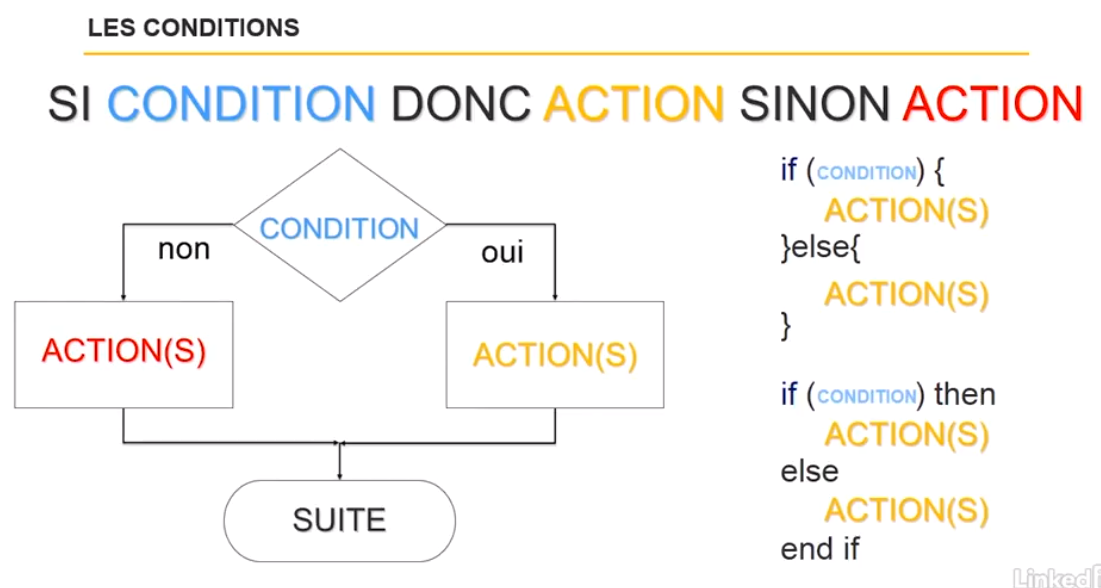 LES CONDITIONS
SI CONDITION DONC ACTION SINON ACTION
CONDITION
non
oui
ACTION(S)
ACTION(S)
SUITE
if (CONDITION) {
ACTION(S)
}else{
ACTION(S)
}
if (CONDITION) then
ACTION(S)
else
ACTION(S)
end if
Linked